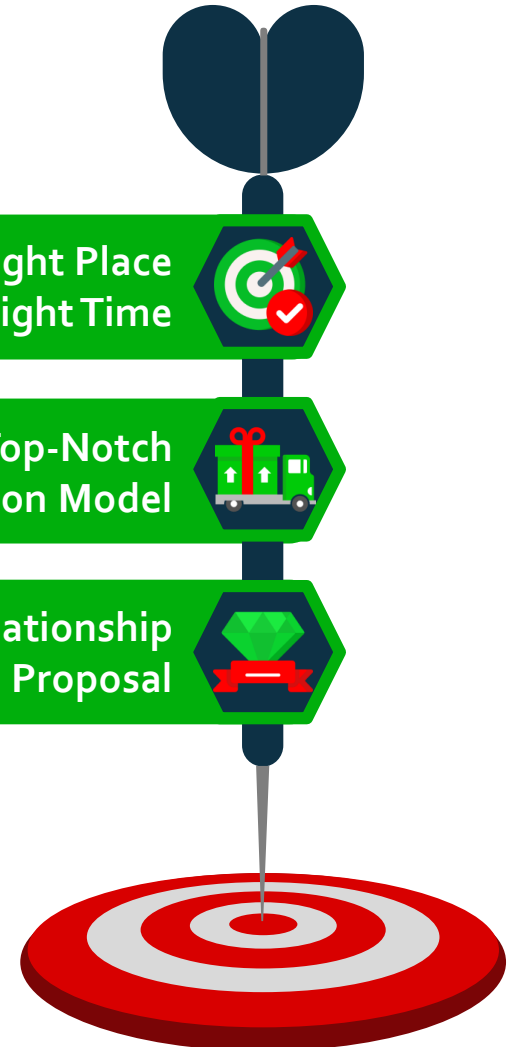 ght Place
ight Time
op-Notch
on Model
ationship
Proposal